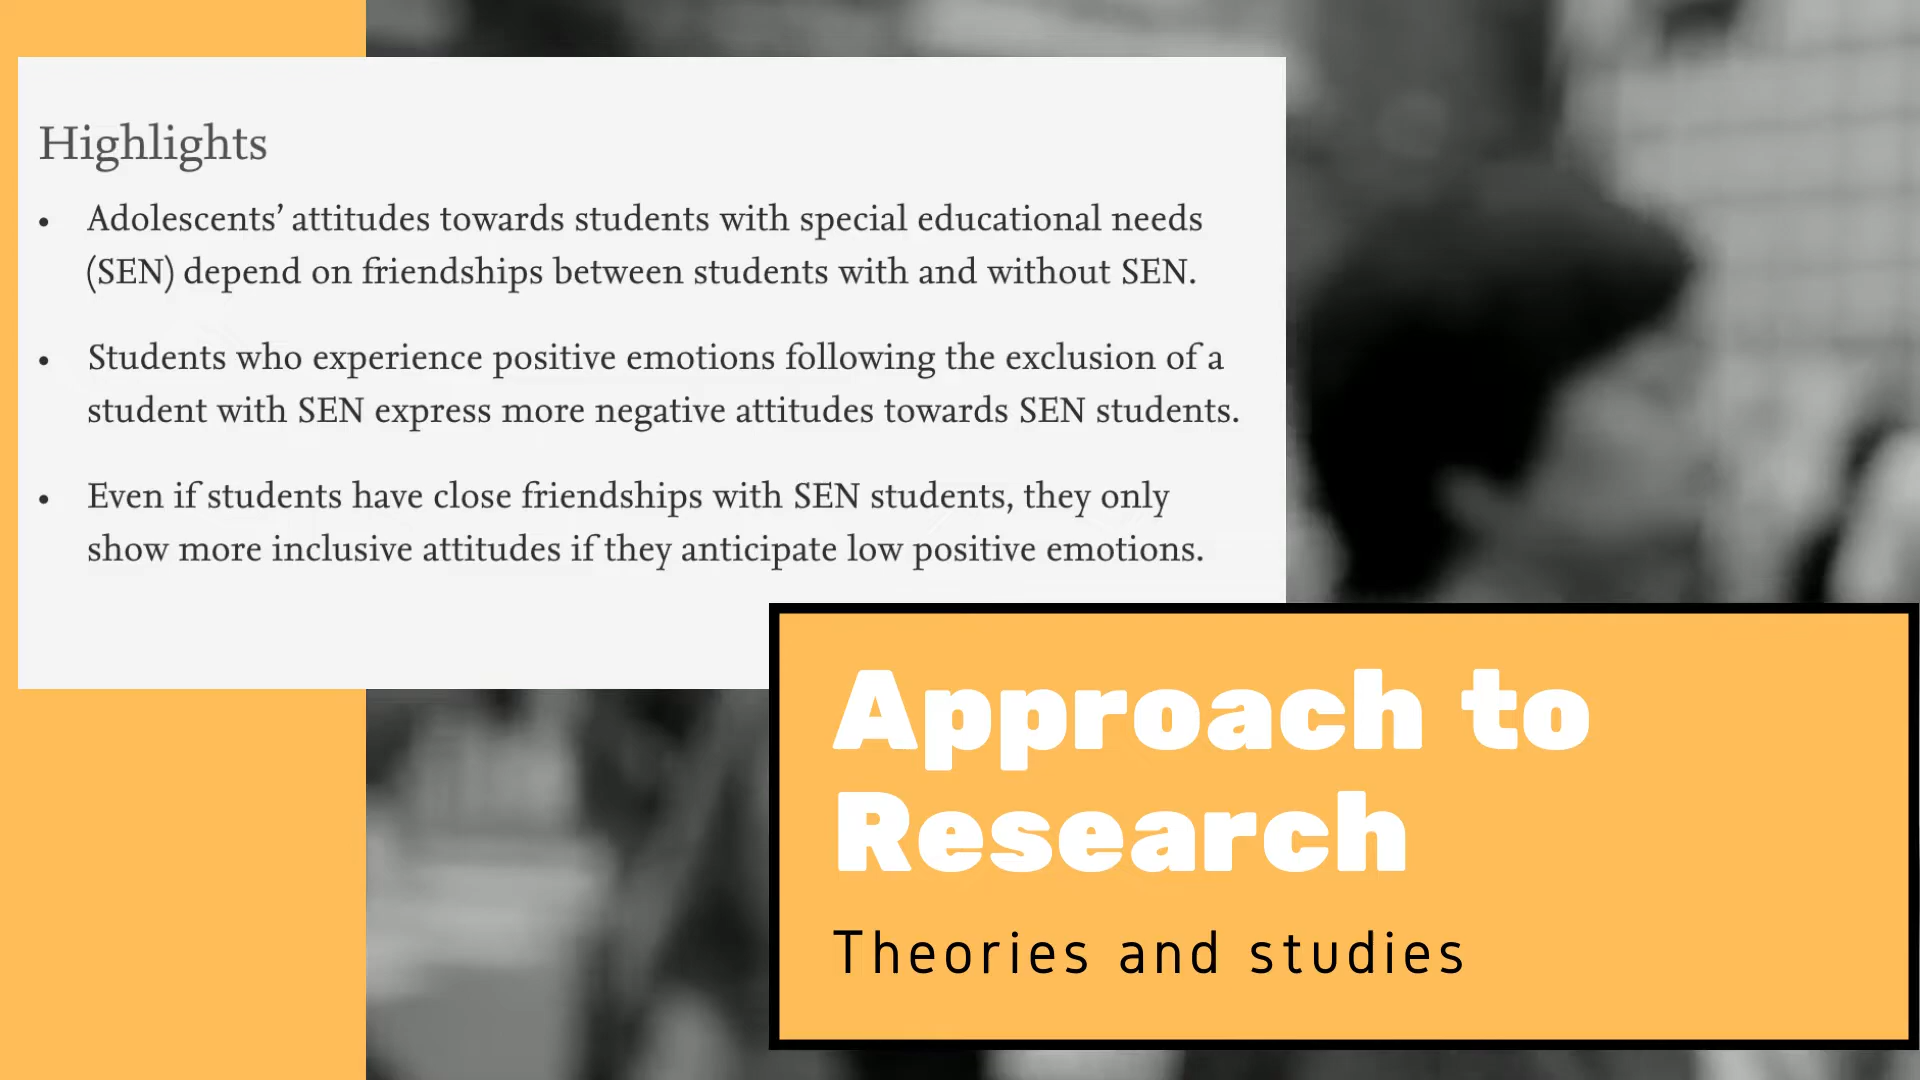 Highlights
• Adolescents’ attitudes towards students with special educational needs
(SEN) depend on friendships between students with and without SEN.
• Students who experience positive emotions following the exclusion of a
student with SEN express more negative attitudes towards SEN students.
• Even if students have close friendships with SEN students, they only
show more inclusive attitudes if they anticipate low positive emotions.
Approach to
Research
Theories and studies